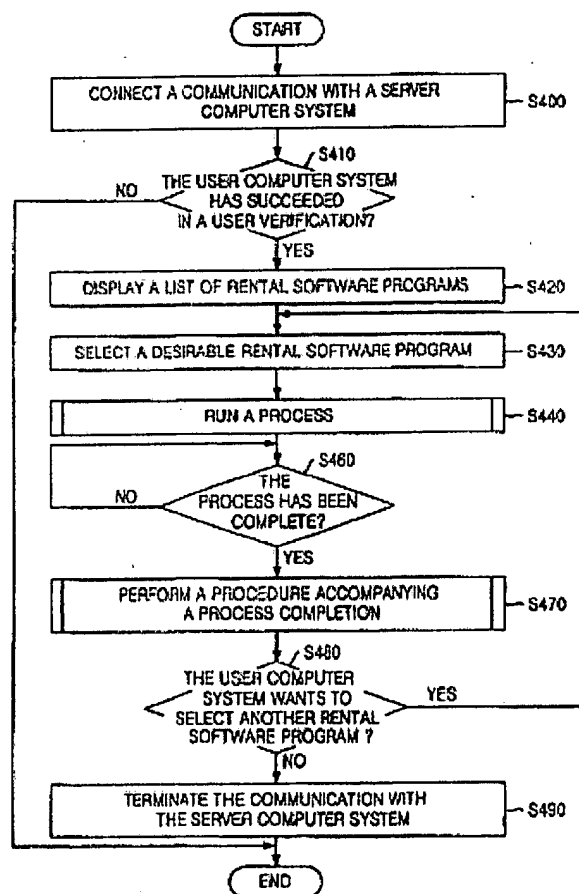 START
CONNECT A COMMUNICATION WITH A SERVER
COMPUTER SYSTEM
S400
S410
THE USER COMPUTER SYSTEM
HAS SUCCEEDED
IN A USER VERIFICATION?
NO
YES
DISPLAY A LIST OF RENTAL SOFTWARE PROGRAMS
S420
SELECT A DESIRABLE RENTAL SOFTWARE PROGRAM
S430
RUN A PROCESS
S440
S460
THE
PROCESS HAS BEEN
COMPLETE?
NO
YES
PERFORM A PROCEDURE ACCOMPANYING
A PROCESS COMPLETION
S470
S480
THE USER COMPUTER
SYSTEM WANTS TO
SELECT ANOTHER RENTAL
SOFTWARE PROGRAM ?
YES
NO
TERMINATE THE COMMUNICATION WITH
THE SERVER COMPUTER SYSTEM
S490
END